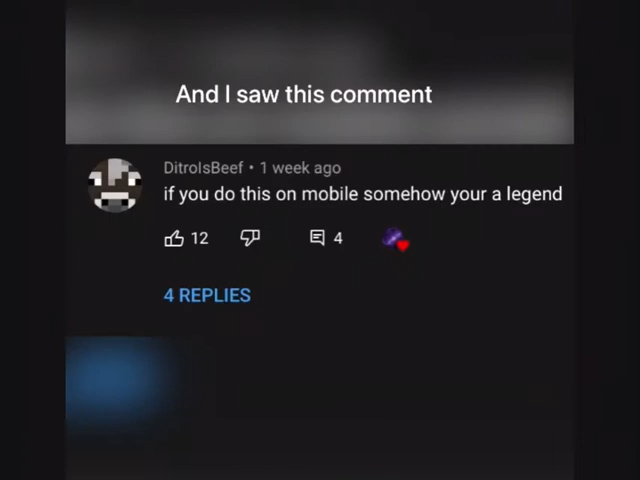 And I saw this comment
DitroIsBeef • 1 week ago
if you do this on mobile somehow your a legend
12 4
4 REPLIES